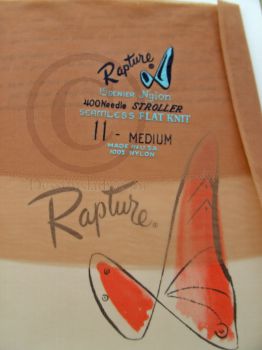 Rapture
15 DENIER Nylon
400 Needle STROLLER
SEAMLESS FLAT KNIT
11 - MEDIUM
MADE IN U.S.A.
100% NYLON
Rapture®